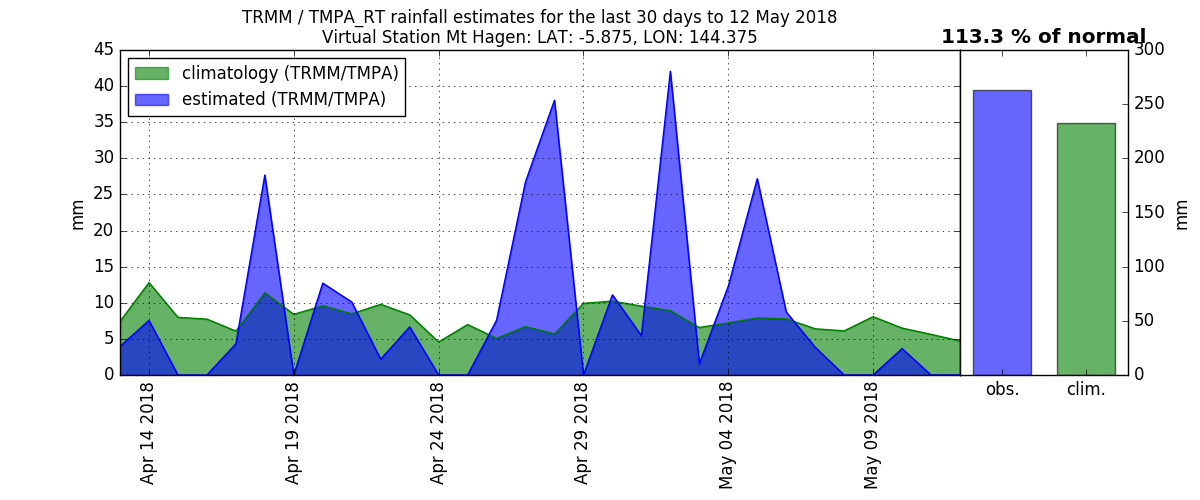 TRMM / TMPA_RT rainfall estimates for the last 30 days to 12 May 2018
Virtual Station Mt Hagen: LAT: -5.875, LON: 144.375
113.3 % of normal
climatology (TRMM/TMPA)
estimated (TRMM/TMPA)
45
40
35
30
25
20
15
10
5
0
mm
Apr 14 2018
Apr 19 2018
Apr 24 2018
Apr 29 2018
May 04 2018
May 09 2018
300
250
200
150
100
50
0
mm
obs.
clim.